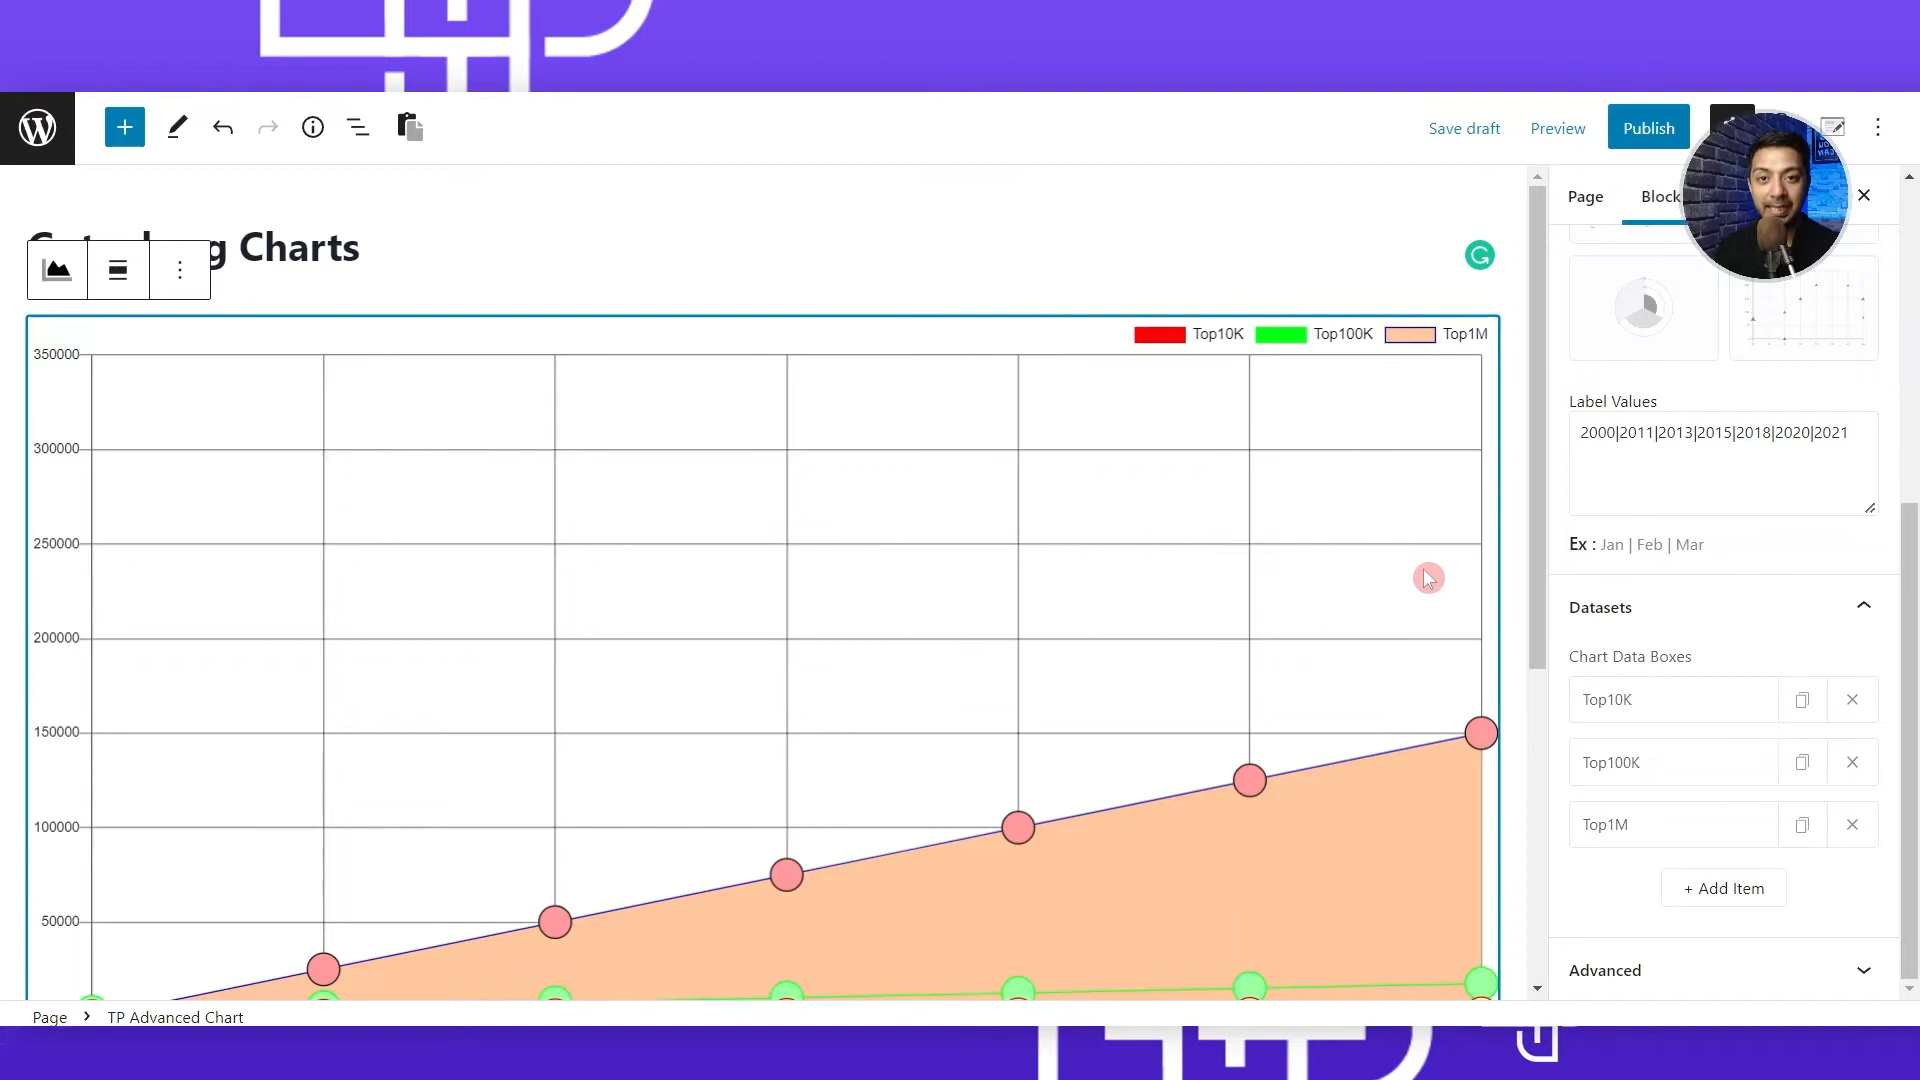 Save draft
Preview
Publish
Page
Block
g Charts
Top10K
Top100K
Top1M
350000
300000
250000
200000
150000
100000
50000
Label Values
2000|2011|2013|2015|2018|2020|2021
Ex : Jan | Feb | Mar
Datasets
Chart Data Boxes
Top10K
Top100K
Top1M
+ Add Item
Advanced
Page
TP Advanced Chart